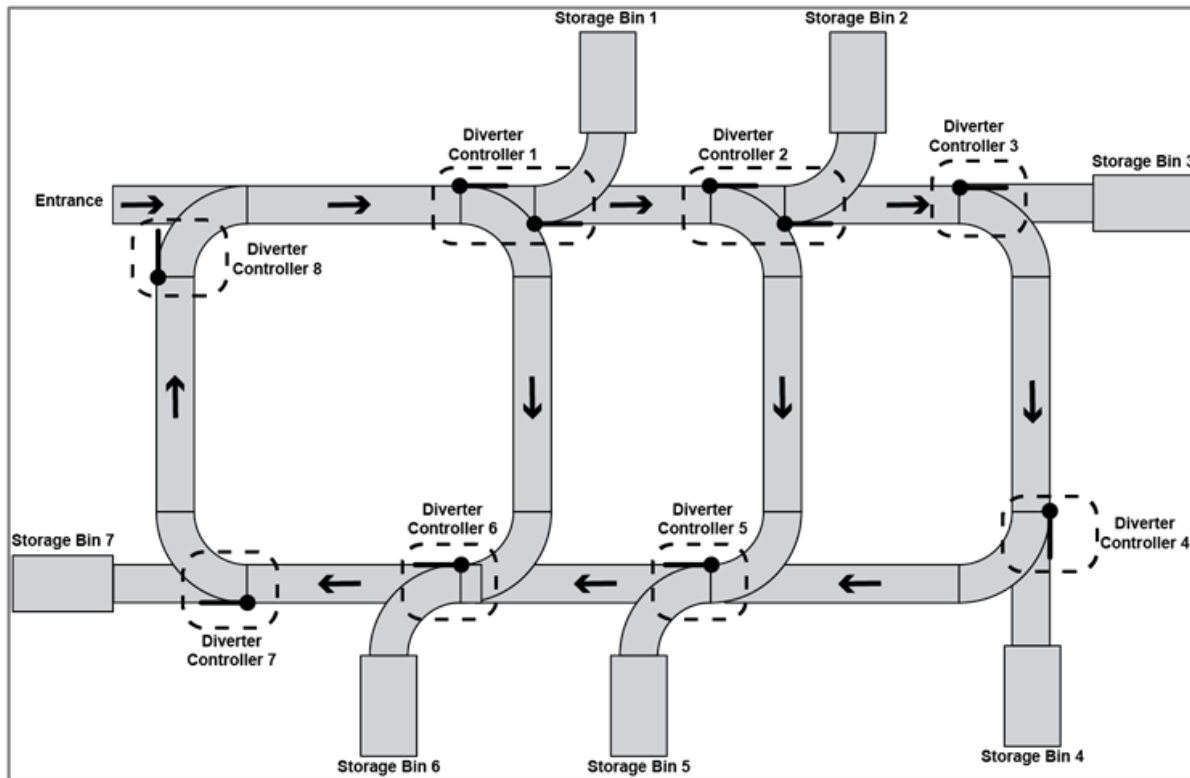 Storage Bin 1
Storage Bin 2
Diverter
Controller 1
Diverter
Controller 2
Diverter
Controller 3
Storage Bin 3
Entrance
Diverter
Controller 8
Diverter
Controller 6
Diverter
Controller 5
Diverter
Controller 4
Storage Bin 7
Diverter
Controller 7
Storage Bin 6
Storage Bin 5
Storage Bin 4